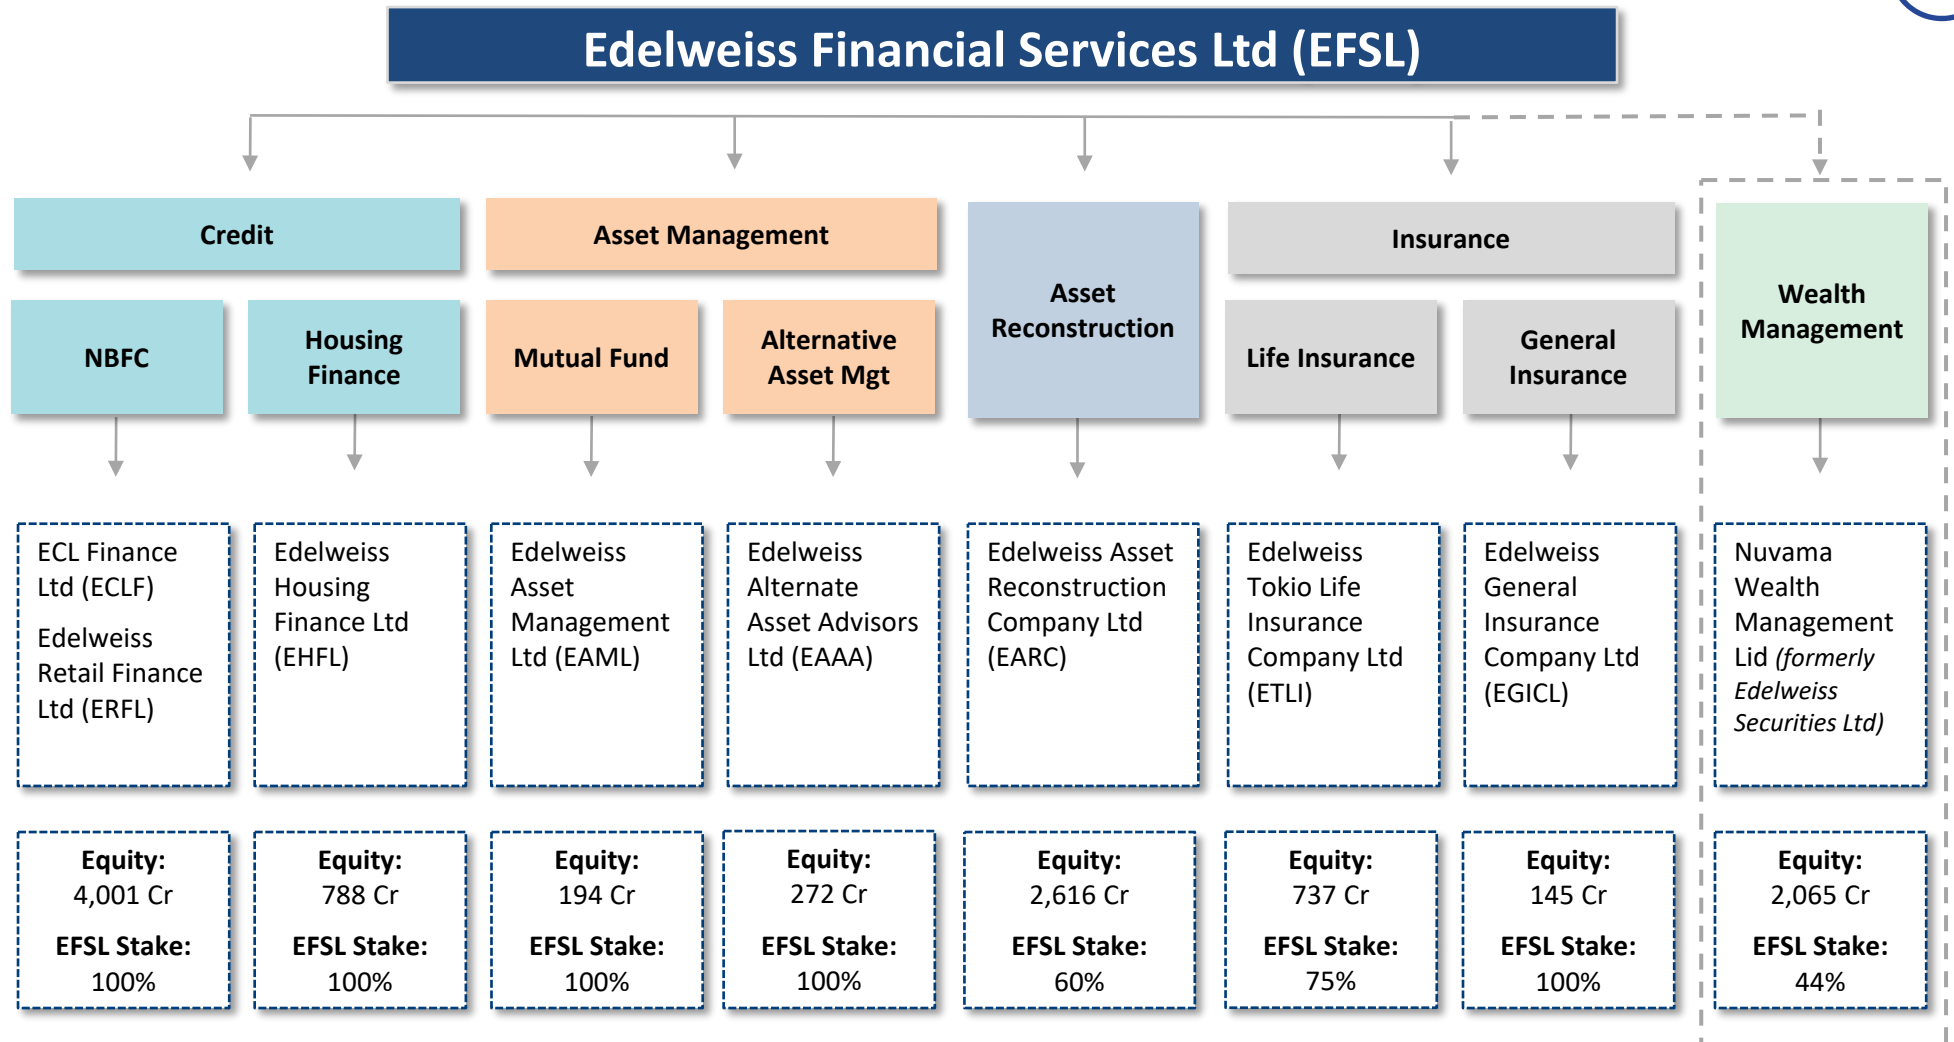 Edelweiss Financial Services Ltd (EFSL)
Credit
Asset Management
Asset
Reconstruction
Insurance
Wealth
Management
NBFC
Housing
Finance
Mutual Fund
Alternative
Asset Mgt
Life Insurance
General
Insurance
ECL Finance
Ltd (ECLF)
Edelweiss
Retail Finance
Ltd (ERFL)
Edelweiss
Housing
Finance Ltd
(EHFL)
Edelweiss
Asset
Management
Ltd (EAML)
Edelweiss
Alternate
Asset Advisors
Ltd (EAAA)
Edelweiss Asset
Reconstruction
Company Ltd
(EARC)
Edelweiss
Tokio Life
Insurance
Company Ltd
(ETLI)
Edelweiss
General
Insurance
Company Ltd
(EGICL)
Nuvama
Wealth
Management
Lid (formerly
Edelweiss
Securities Ltd)
Equity:
4,001 Cr
EFSL Stake:
100%
Equity:
788 Cr
EFSL Stake:
100%
Equity:
194 Cr
EFSL Stake:
100%
Equity:
272 Cr
EFSL Stake:
100%
Equity:
2,616 Cr
EFSL Stake:
60%
Equity:
737 Cr
EFSL Stake:
75%
Equity:
145 Cr
EFSL Stake:
100%
Equity:
2,065 Cr
EFSL Stake:
44%